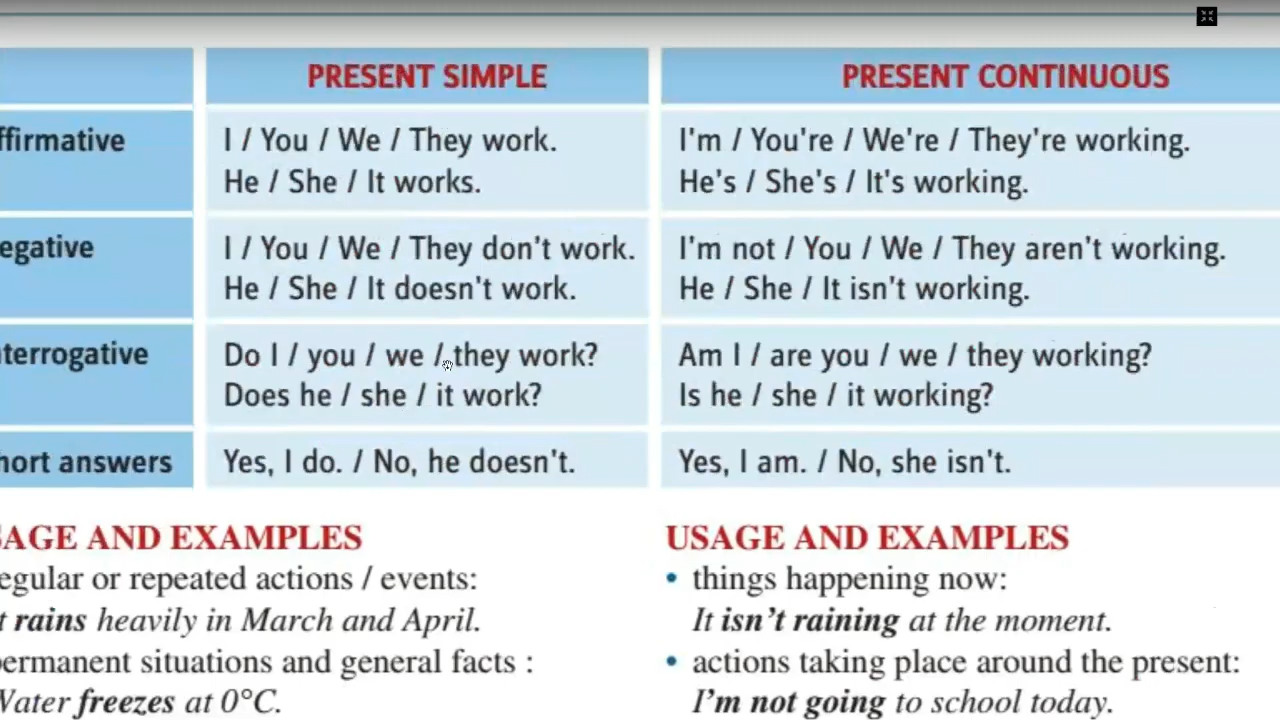 PRESENT SIMPLE
PRESENT CONTINUOUS
ffirmative
I / You / We / They work.
He / She / It works.
I'm / You're / We're / They're working.
He's / She's / It's working.
egative
I / You / We / They don't work.
He / She / It doesn't work.
I'm not / You / We / They aren't working.
He / She / It isn't working.
terrogative
Do I / you / we / they work?
Does he / she / it work?
Am I / are you / we / they working?
Is he / she / it working?
hort answers
Yes, I do. / No, he doesn't.
Yes, I am. / No, she isn't.
SAGE AND EXAMPLES
egular or repeated actions / events:
t rains heavily in March and April.
permanent situations and general facts :
Water freezes at 0°C.
USAGE AND EXAMPLES
• things happening now:
It isn't raining at the moment.
• actions taking place around the present:
I'm not going to school today.